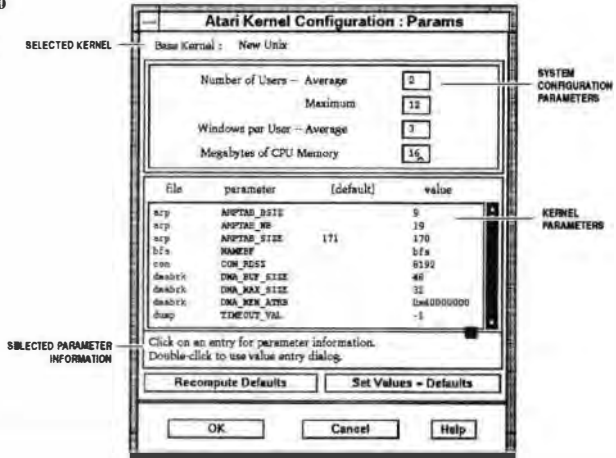 Atari Kernel Configuration : Params
SELECTED KERNEL
Base Kernel : New Unix
Number of Users – Average 2
Maximum 12
Windows per User – Average 3
Megabytes of CPU Memory 16
SYSTEM
CONFIGURATION
PARAMETERS
file parameter [default] value
arp ARPTAB_BSIZ 9
arp ARPTAB_NB 19
arp ARPTAB_SIZE 171 170
bfs NAMEBF bfs
con CON_RDSZ 8192
dmabrk DMA_BUF_SIZE 48
dmabrk DMA_MAX_SIZE 32
dmabrk DMA_MEM_ATRB 0x40000000
dump TIMEOUT_VAL -1
KERNEL
PARAMETERS
SELECTED PARAMETER
INFORMATION
Click on an entry for parameter information.
Double-click to use value entry dialog.
Recompute Defaults Set Values = Defaults
OK Cancel Help